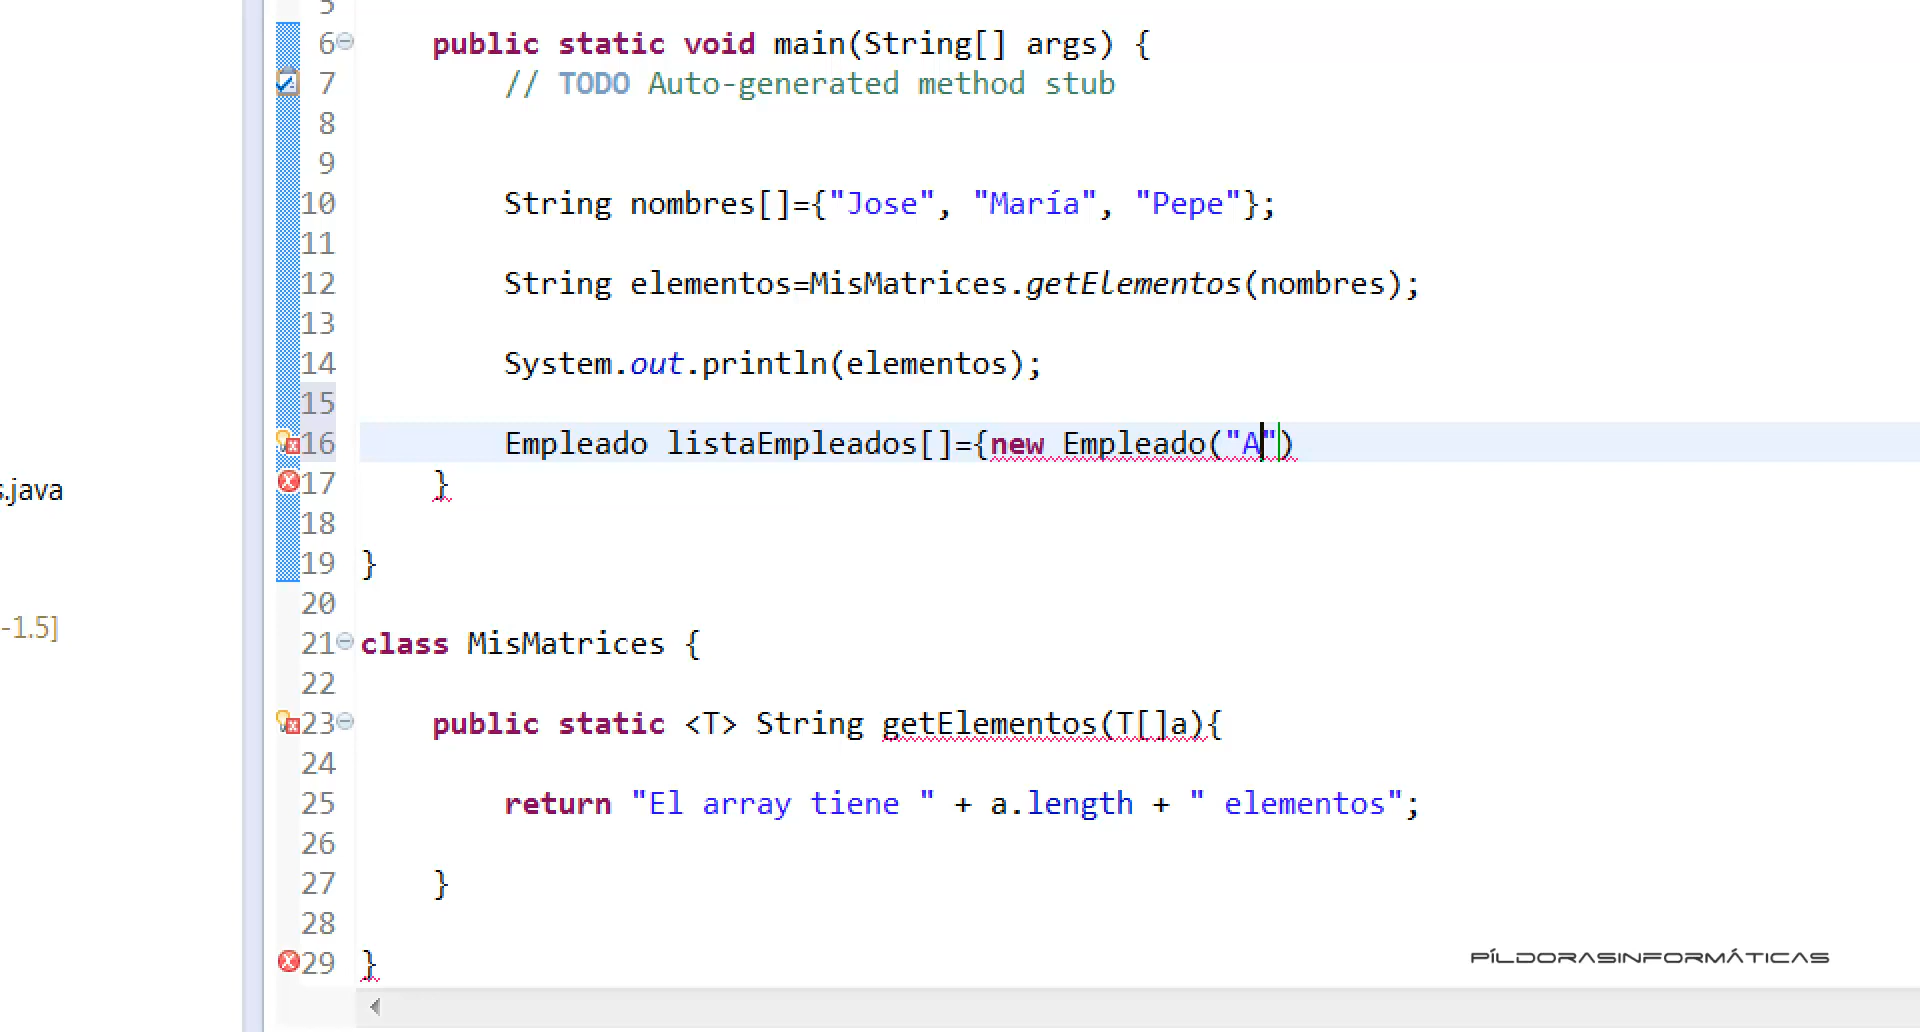 5
6 public static void main(String[] args) {
7 // TODO Auto-generated method stub
8
9
10 String nombres[]={"Jose", "María", "Pepe"};
11
12 String elementos=MisMatrices.getElementos(nombres);
13
14 System.out.println(elementos);
15
16 Empleado listaEmpleados[]={new Empleado("A")
s.java
17 }
18
19 }
20
-1.5]
21 class MisMatrices {
22
23 public static <T> String getElementos(T[]a){
24
25 return "El array tiene " + a.length + " elementos";
26
27 }
28
29 }
PÍLDORASINFORMÁTICAS